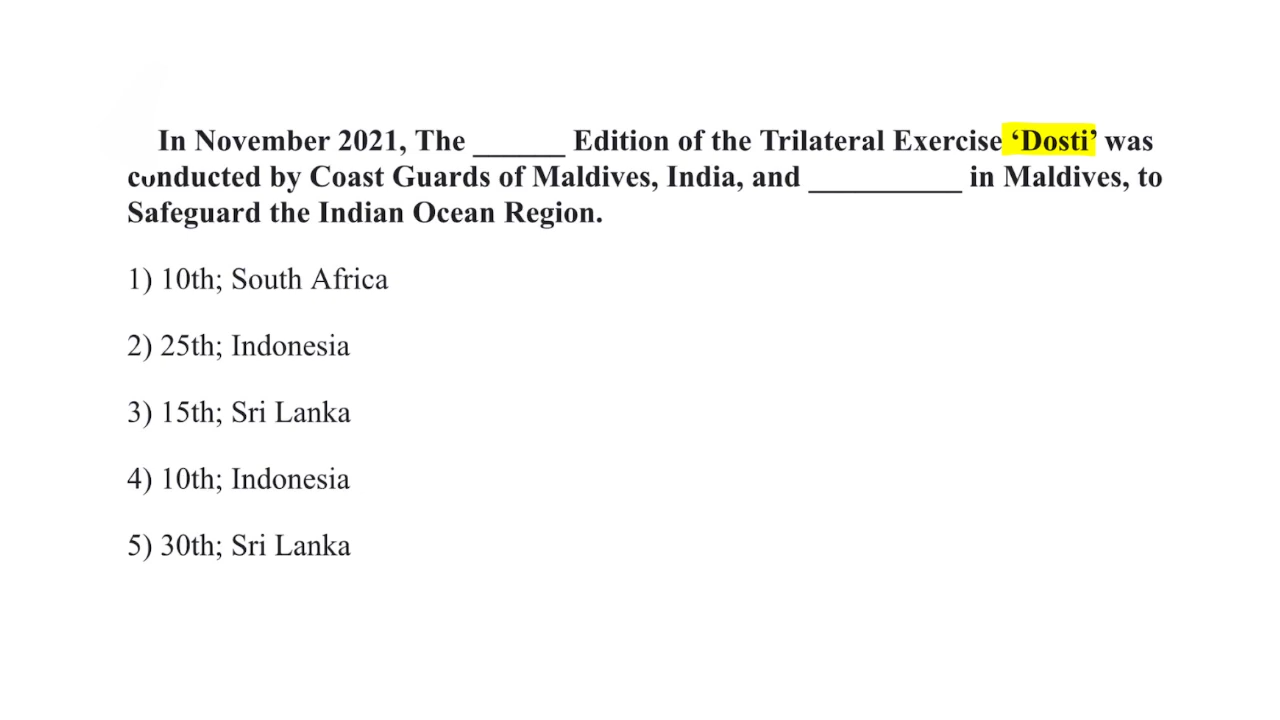 In November 2021, The ______ Edition of the Trilateral Exercise ‘Dosti’ was
conducted by Coast Guards of Maldives, India, and __________ in Maldives, to
Safeguard the Indian Ocean Region.
1) 10th; South Africa
2) 25th; Indonesia
3) 15th; Sri Lanka
4) 10th; Indonesia
5) 30th; Sri Lanka